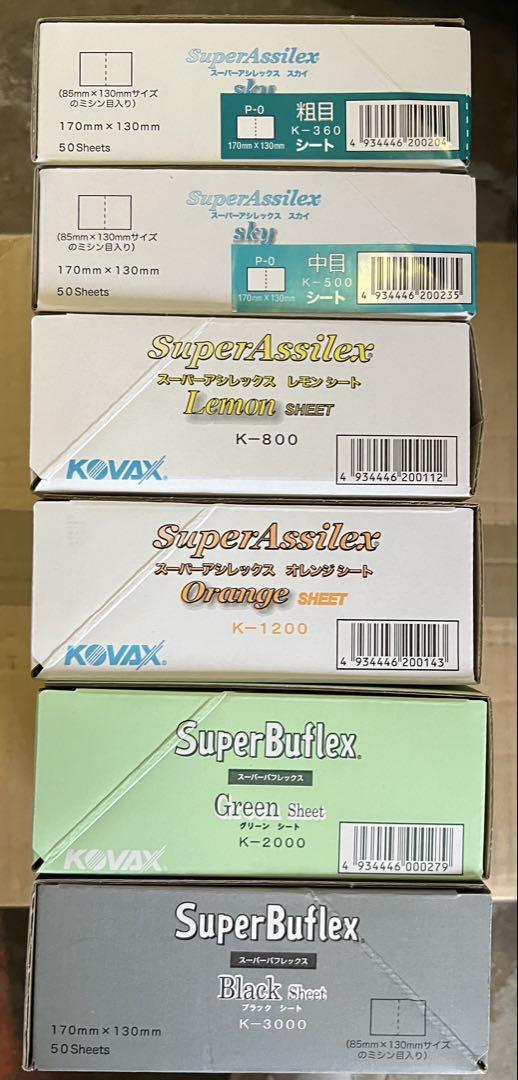 SuperAssilex
スーパーアシレックス スカイ
sky
(85mm×130mmサイズ
のミシン目入り)
170mm×130mm
50Sheets
P-0
170mm×130mm
粗目
K-360
シート
4 934446 200204
SuperAssilex
スーパーアシレックス スカイ
sky
(85mm×130mmサイズ
のミシン目入り)
170mm×130mm
50Sheets
P-0
170mm×130mm
中目
K-500
シート
4 934446 200235
SuperAssilex
スーパーアシレックス レモン シート
Lemon SHEET
K-800
KOVAX®
4 934446 200112
SuperAssilex
スーパーアシレックス オレンジ シート
Orange SHEET
K-1200
KOVAX®
4 934446 200143
SuperBuflex®
スーパーバフレックス
Green Sheet
グリーン シート
K-2000
KOVAX®
4 934446 000279
SuperBuflex®
スーパーバフレックス
Black Sheet
ブラック シート
K-3000
170mm×130mm
50Sheets
(85mm×130mmサイズ
のミシン目入り)